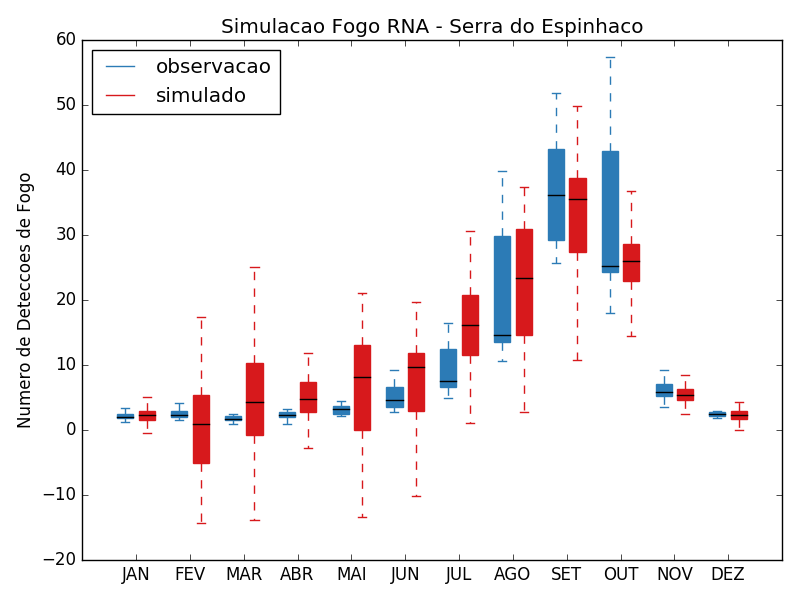 Simulacao Fogo RNA - Serra do Espinhaco
observacao
simulado
Numero de Deteccoes de Fogo
60
50
40
30
20
10
0
−10
−20
JAN FEV MAR ABR MAI JUN JUL AGO SET OUT NOV DEZ